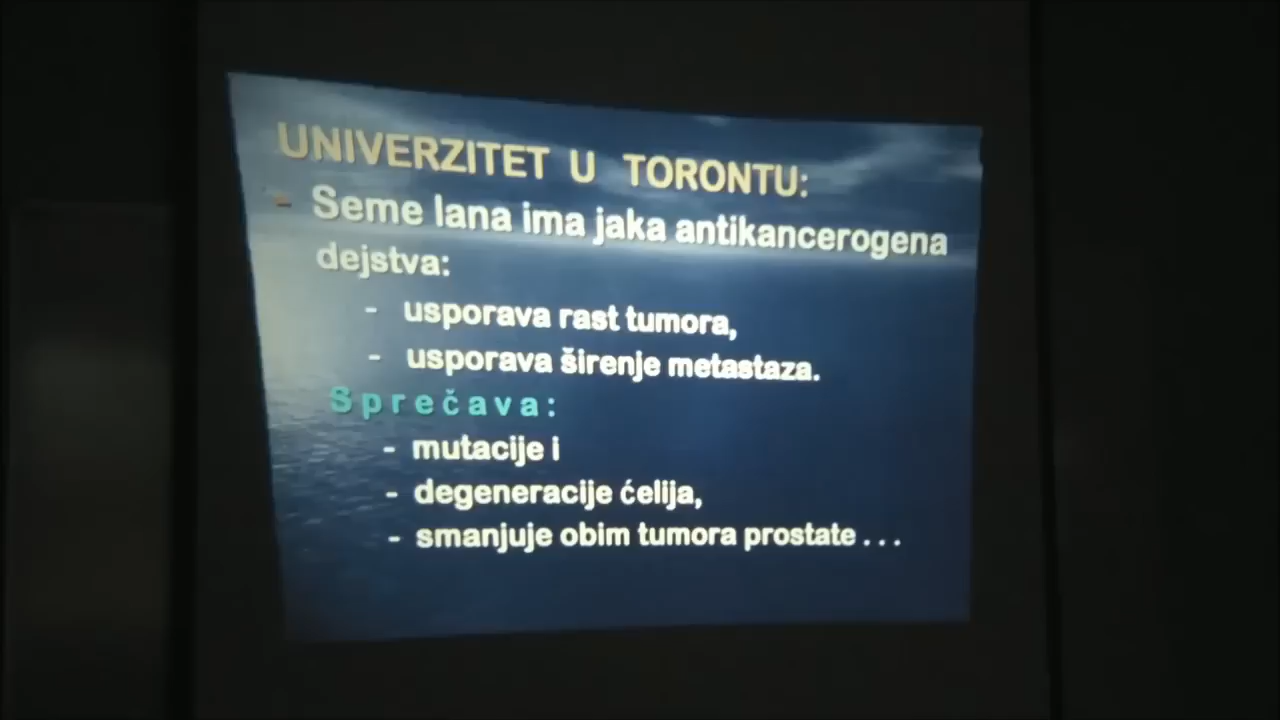 UNIVERZITET U TORONTU:
- Seme lana ima jaka antikancerogena
dejstva:
- usporava rast tumora,
- usporava širenje metastaza.
Sprečava:
- mutacije i
- degeneracije ćelija,
- smanjuje obim tumora prostate . . .